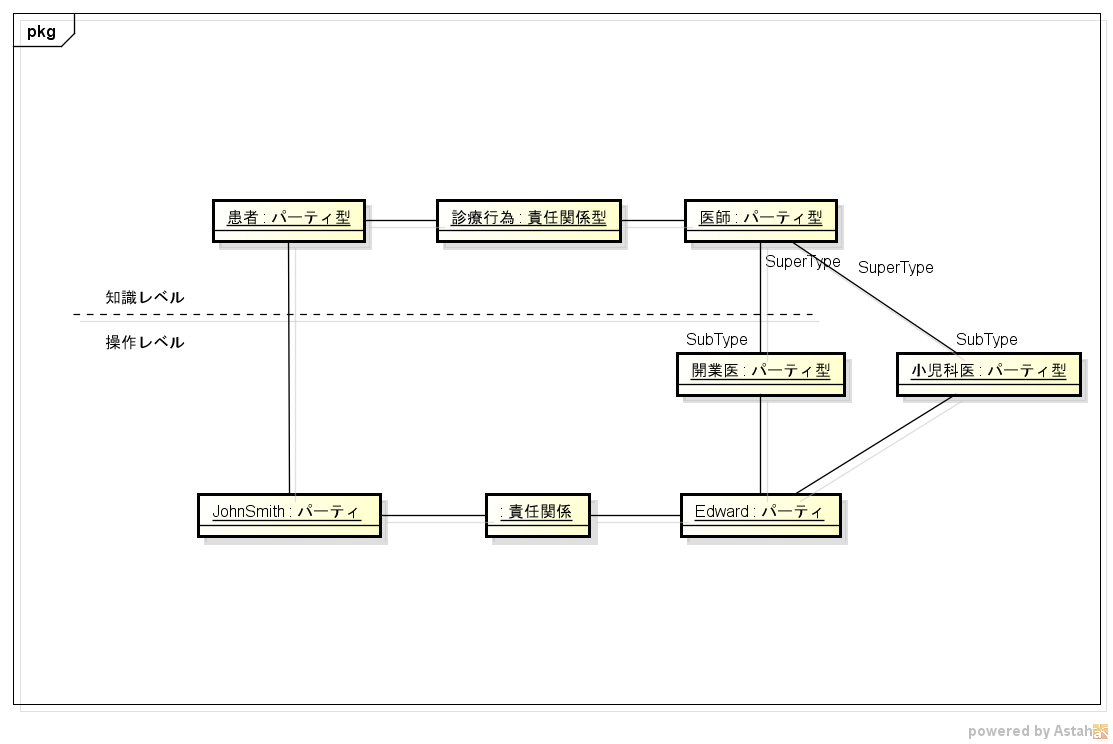 pkg
患者 : パーティ型
診療行為 : 責任関係型
医師 : パーティ型
SuperType
SuperType
知識レベル
操作レベル
SubType
SubType
開業医 : パーティ型
小児科医 : パーティ型
JohnSmith : パーティ
: 責任関係
Edward : パーティ
powered by Astah